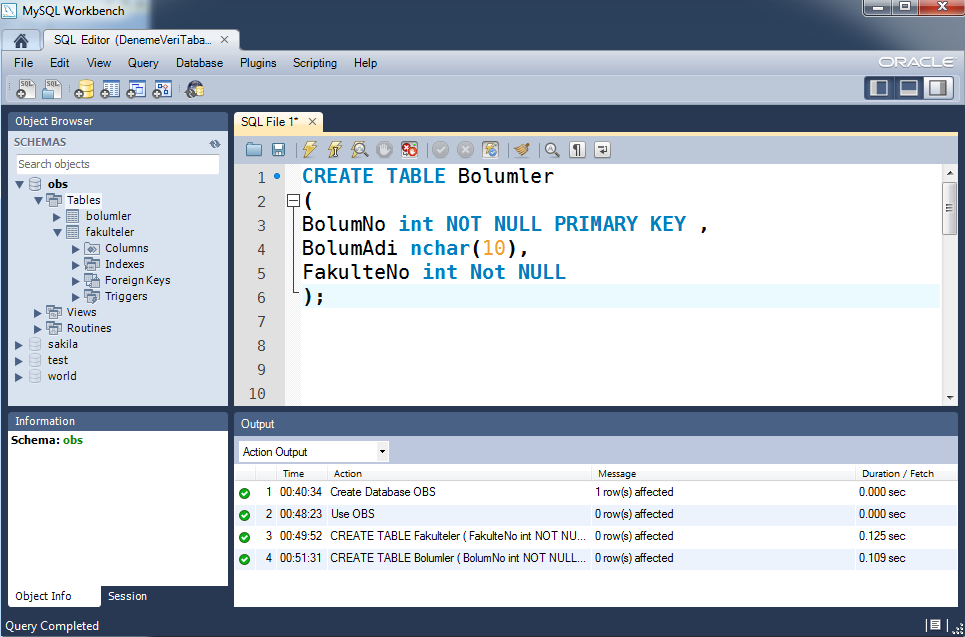 MySQL Workbench
SQL Editor (DenemeVeriTaba...
File Edit View Query Database Plugins Scripting Help
ORACLE
SQL SQL
Object Browser
SCHEMAS
Search objects
obs
Tables
bolumler
fakulteler
Columns
Indexes
Foreign Keys
Triggers
Views
Routines
sakila
test
world
SQL File 1*
1 CREATE TABLE Bolumler
2 (
3 BolumNo int NOT NULL PRIMARY KEY ,
4 BolumAdi nchar(10),
5 FakulteNo int Not NULL
6 );
7
8
9
10
Information
Schema: obs
Object Info Session
Output
Action Output
Time Action Message Duration / Fetch
1 00:40:34 Create Database OBS 1 row(s) affected 0.000 sec
2 00:48:23 Use OBS 0 row(s) affected 0.000 sec
3 00:49:52 CREATE TABLE Fakulteler ( FakulteNo int NOT NU... 0 row(s) affected 0.125 sec
4 00:51:31 CREATE TABLE Bolumler ( BolumNo int NOT NULL... 0 row(s) affected 0.109 sec
Query Completed